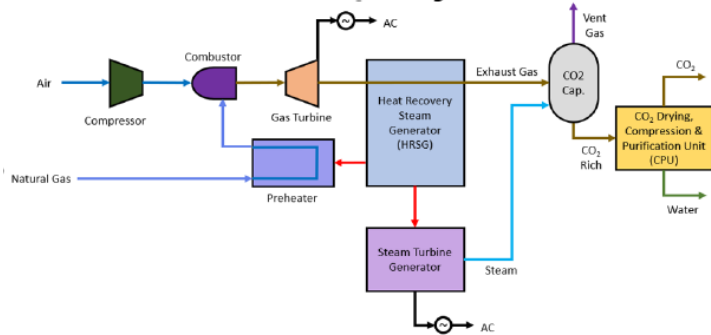 Vent
Gas
AC
Combustor
CO₂
Exhaust Gas
Air
Heat Recovery
Steam
Generator
(HRSG)
CO2
Cap.
Compressor
Gas Turbine
CO₂ Drying,
Compression &
Purification Unit
(CPU)
CO₂
Rich
Natural Gas
Preheater
Water
Steam Turbine
Generator
Steam
AC